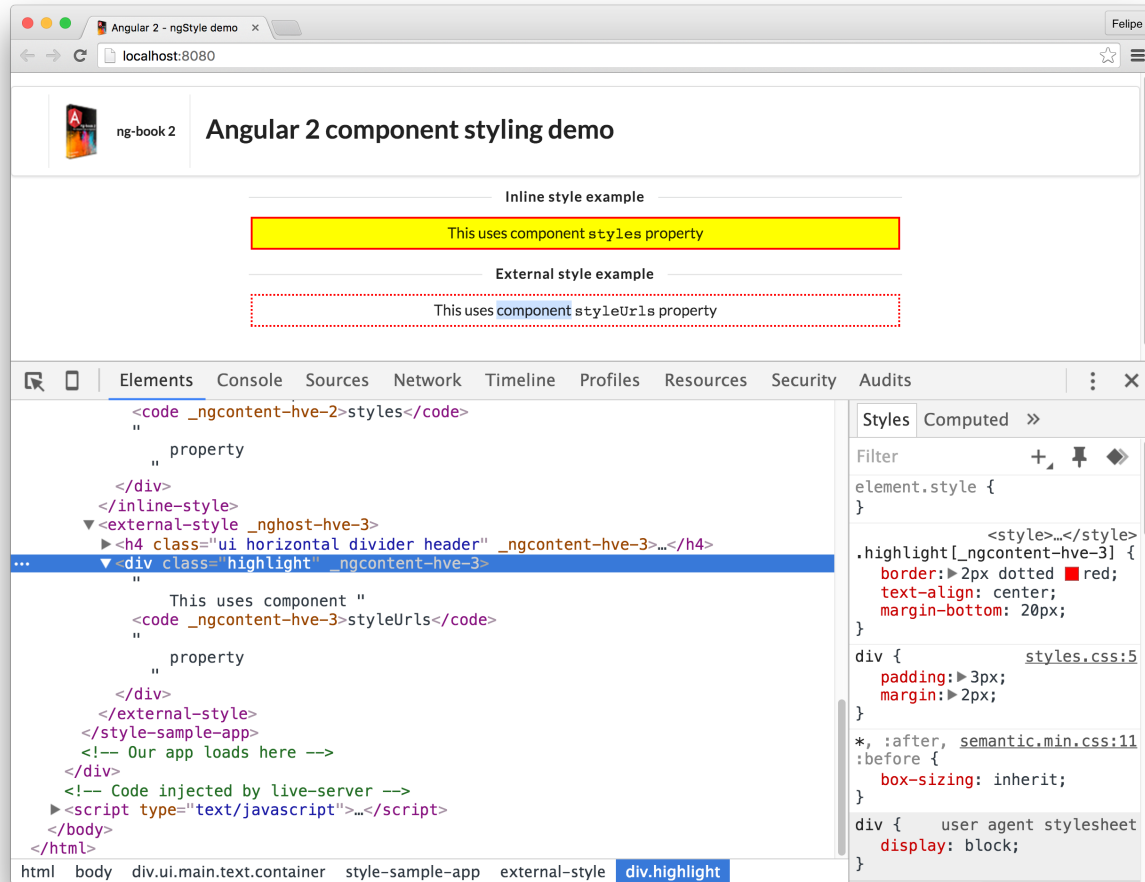 Angular 2 - ngStyle demo
Felipe
localhost:8080
ng-book 2
Angular 2 component styling demo
Inline style example
This uses component styles property
External style example
This uses component styleUrls property
Elements Console Sources Network Timeline Profiles Resources Security Audits
<code _ngcontent-hve-2>styles</code>
"
property
"
</div>
</inline-style>
▼<external-style _nghost-hve-3>
▶<h4 class="ui horizontal divider header" _ngcontent-hve-3>…</h4>
… ▼<div class="highlight" _ngcontent-hve-3>
"
This uses component "
<code _ngcontent-hve-3>styleUrls</code>
"
property
"
</div>
</external-style>
</style-sample-app>
<!-- Our app loads here -->
</div>
<!-- Code injected by live-server -->
▶<script type="text/javascript">…</script>
</body>
</html>
html body div.ui.main.text.container style-sample-app external-style div.highlight
Styles Computed »
Filter
element.style {
}
<style>…</style>
.highlight[_ngcontent-hve-3] {
border:▶2px dotted red;
text-align: center;
margin-bottom: 20px;
}
div { styles.css:5
padding:▶3px;
margin:▶2px;
}
*, :after, semantic.min.css:11
:before {
box-sizing: inherit;
}
div { user agent stylesheet
display: block;
}